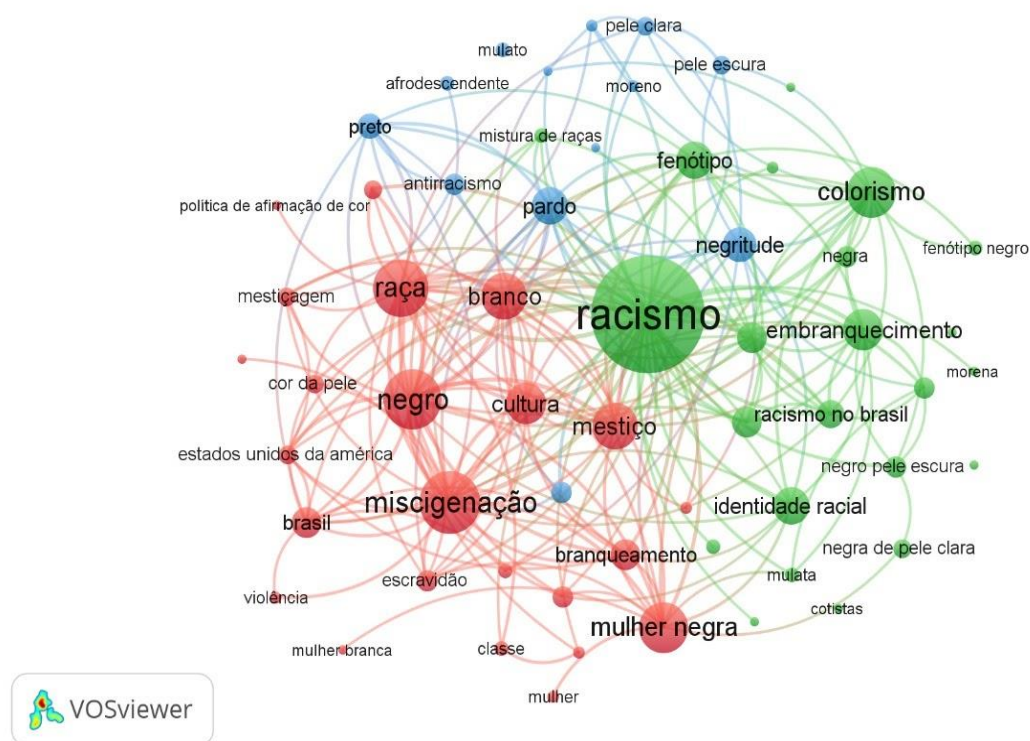 pele clara
mulato
pele escura
afrodescendente
moreno
preto
mistura de raças
fenótipo
antirracismo
colorismo
politica de afirmação de cor
pardo
negritude
negra
fenótipo negro
raça
branco
mestiçagem
racismo
embranquecimento
morena
cor da pele
negro
cultura
mestiço
racismo no brasil
estados unidos da américa
negro pele escura
miscigenação
identidade racial
brasil
branqueamento
negra de pele clara
escravidão
mulata
violência
cotistas
mulher negra
mulher branca
classe
mulher
VOSviewer